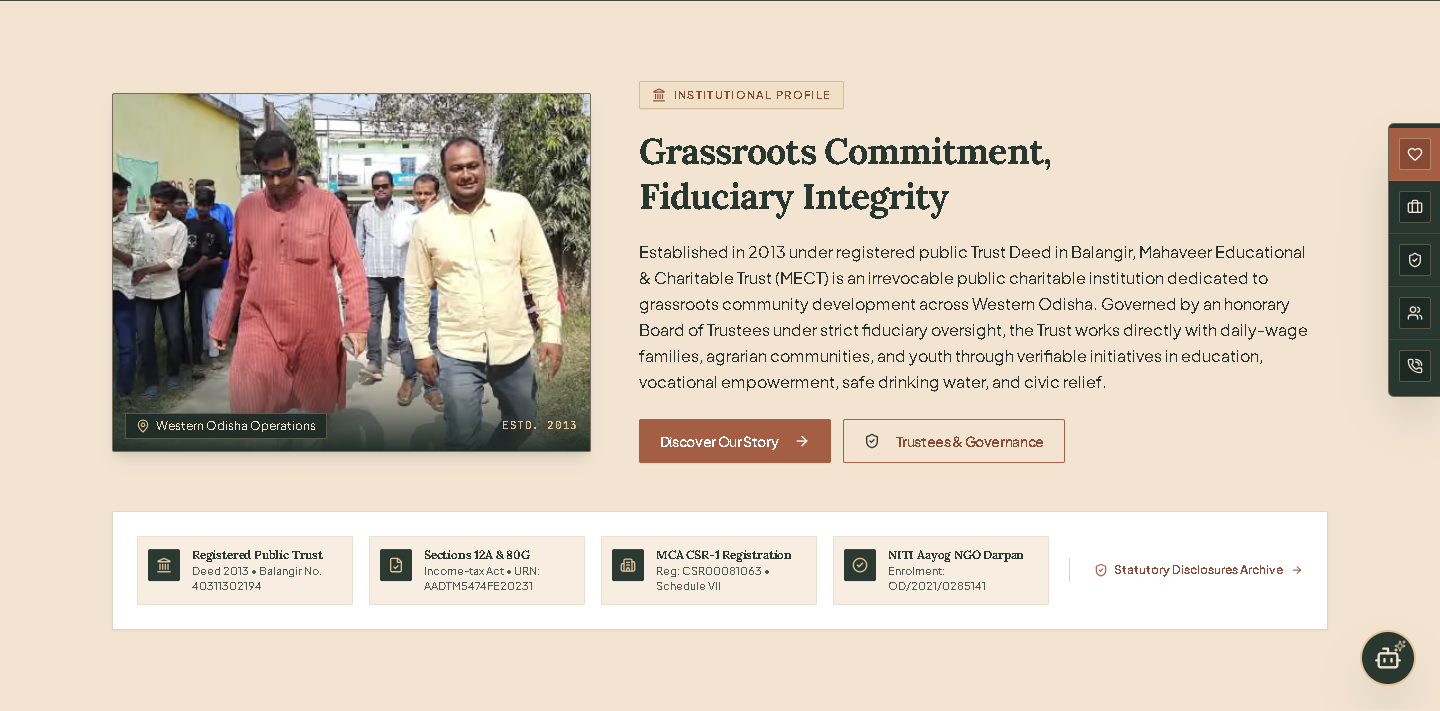 INSTITUTIONAL PROFILE
Grassroots Commitment,
Fiduciary Integrity
Established in 2013 under registered public Trust Deed in Balangir, Mahaveer Educational
& Charitable Trust (MECT) is an irrevocable public charitable institution dedicated to
grassroots community development across Western Odisha. Governed by an honorary
Board of Trustees under strict fiduciary oversight, the Trust works directly with daily-wage
families, agrarian communities, and youth through verifiable initiatives in education,
vocational empowerment, safe drinking water, and civic relief.
Western Odisha Operations
ESTD. 2013
Discover Our Story
Trustees & Governance
Registered Public Trust
Deed 2013 • Balangir No.
40311302194
Sections 12A & 80G
Income-tax Act • URN:
AADTM5474FE20231
MCA CSR-1 Registration
Reg: CSR00081063 •
Schedule VII
NITI Aayog NGO Darpan
Enrolment:
OD/2021/0285141
Statutory Disclosures Archive